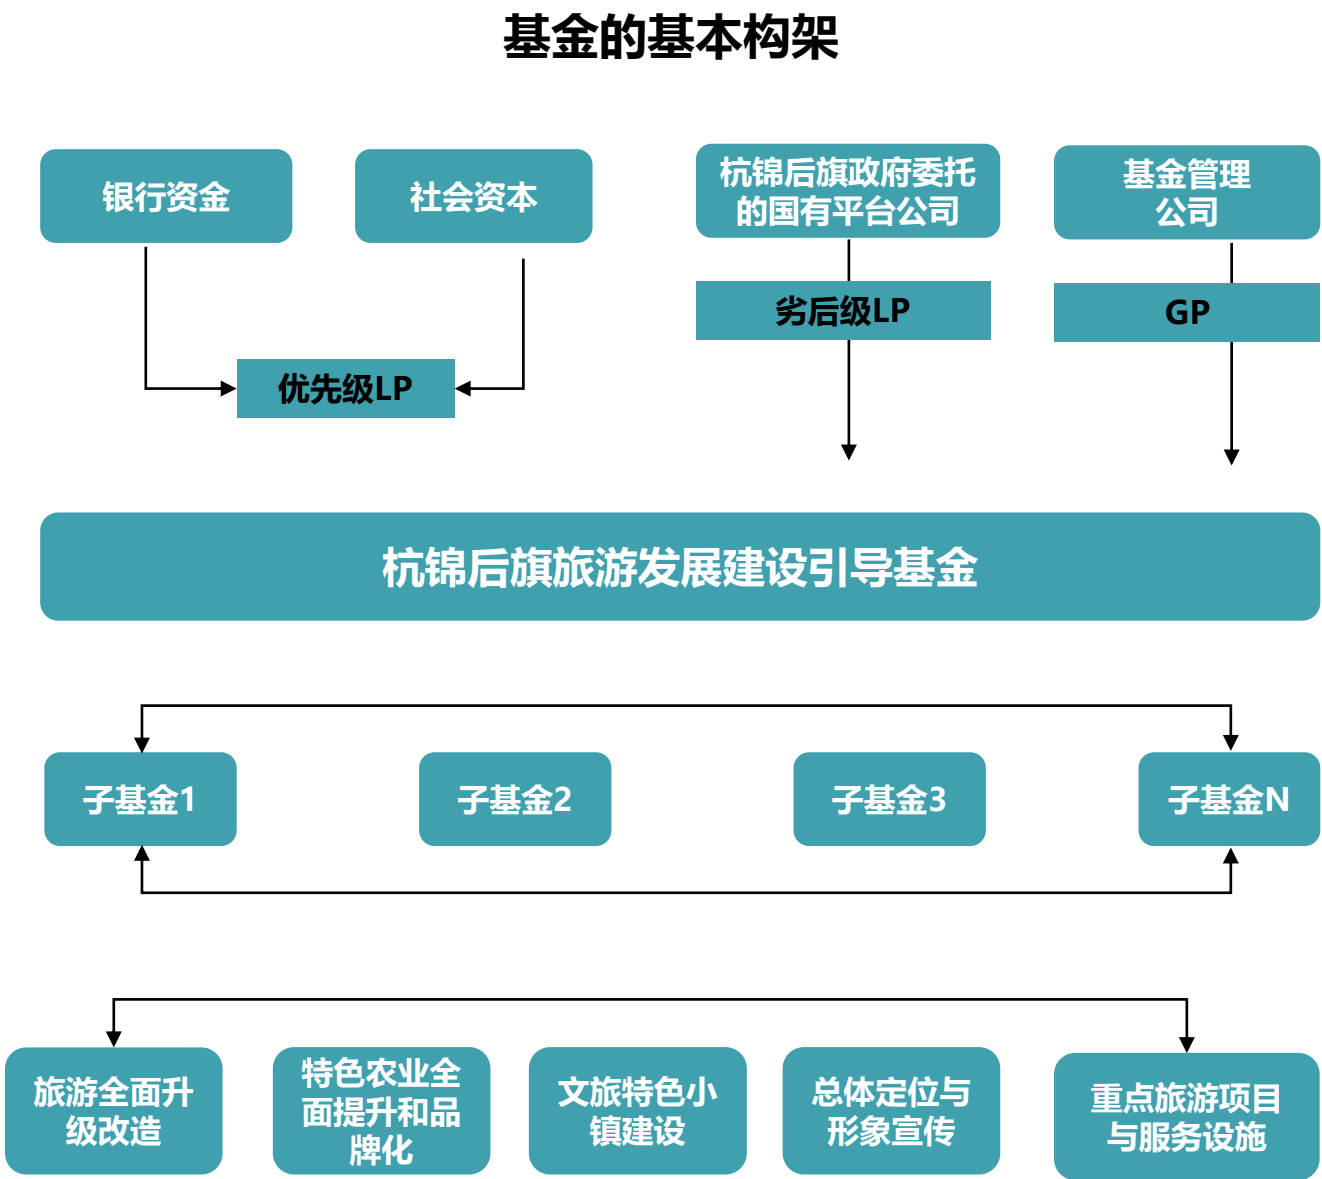 基金的基本构架
银行资金
社会资本
杭锦后旗政府委托
的国有平台公司
基金管理
公司
劣后级LP
GP
优先级LP
杭锦后旗旅游发展建设引导基金
子基金1
子基金2
子基金3
子基金N
旅游全面升
级改造
特色农业全
面提升和品
牌化
文旅特色小
镇建设
总体定位与
形象宣传
重点旅游项目
与服务设施